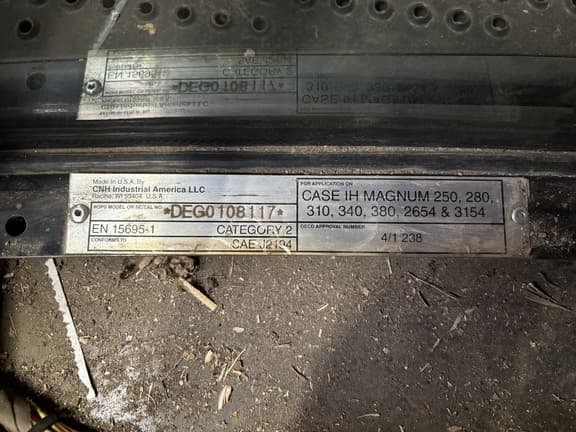 Made in U.S.A. By
CNH Industrial America LLC
Racine, WI 53404 U.S.A.
ROPS MODEL OR SERIAL NO. *DEG0108117*
EN 15695-1 CATEGORY 2
CONFORMS TO CAE J2194
FOR APPLICATION ON
CASE IH MAGNUM 250, 280,
310, 340, 380, 2654 & 3154
OECD APPROVAL NUMBER
4/1 238